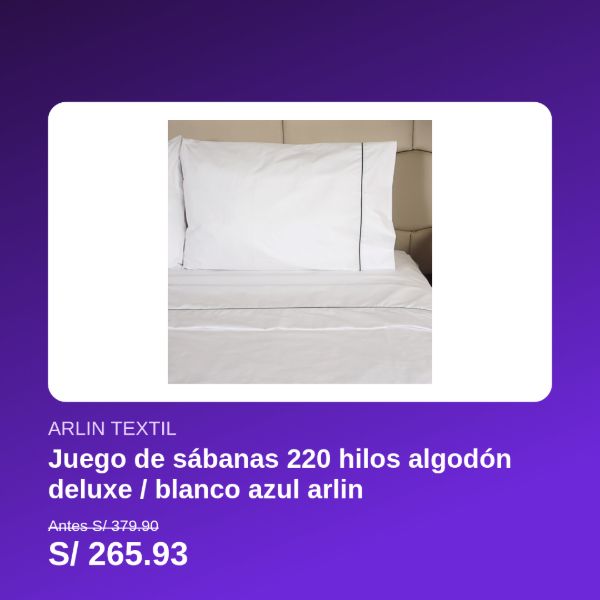 ARLIN TEXTIL
Juego de sábanas 220 hilos algodón
deluxe / blanco azul arlin
Antes S/ 379.90
S/ 265.93